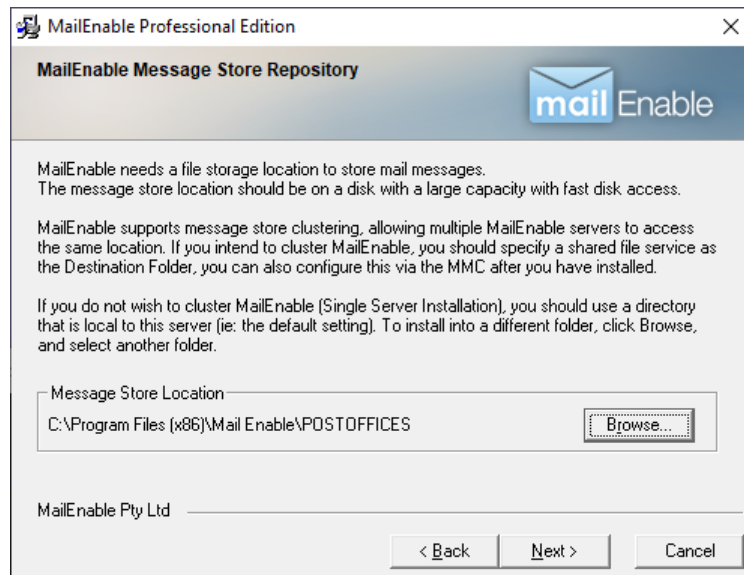 MailEnable Professional Edition
MailEnable Message Store Repository
mail Enable
MailEnable needs a file storage location to store mail messages.
The message store location should be on a disk with a large capacity with fast disk access.
MailEnable supports message store clustering, allowing multiple MailEnable servers to access
the same location. If you intend to cluster MailEnable, you should specify a shared file service as
the Destination Folder, you can also configure this via the MMC after you have installed.
If you do not wish to cluster MailEnable (Single Server Installation), you should use a directory
that is local to this server (ie: the default setting). To install into a different folder, click Browse,
and select another folder.
Message Store Location
C:\Program Files (x86)\Mail Enable\POSTOFFICES
Browse...
MailEnable Pty Ltd
< Back
Next >
Cancel